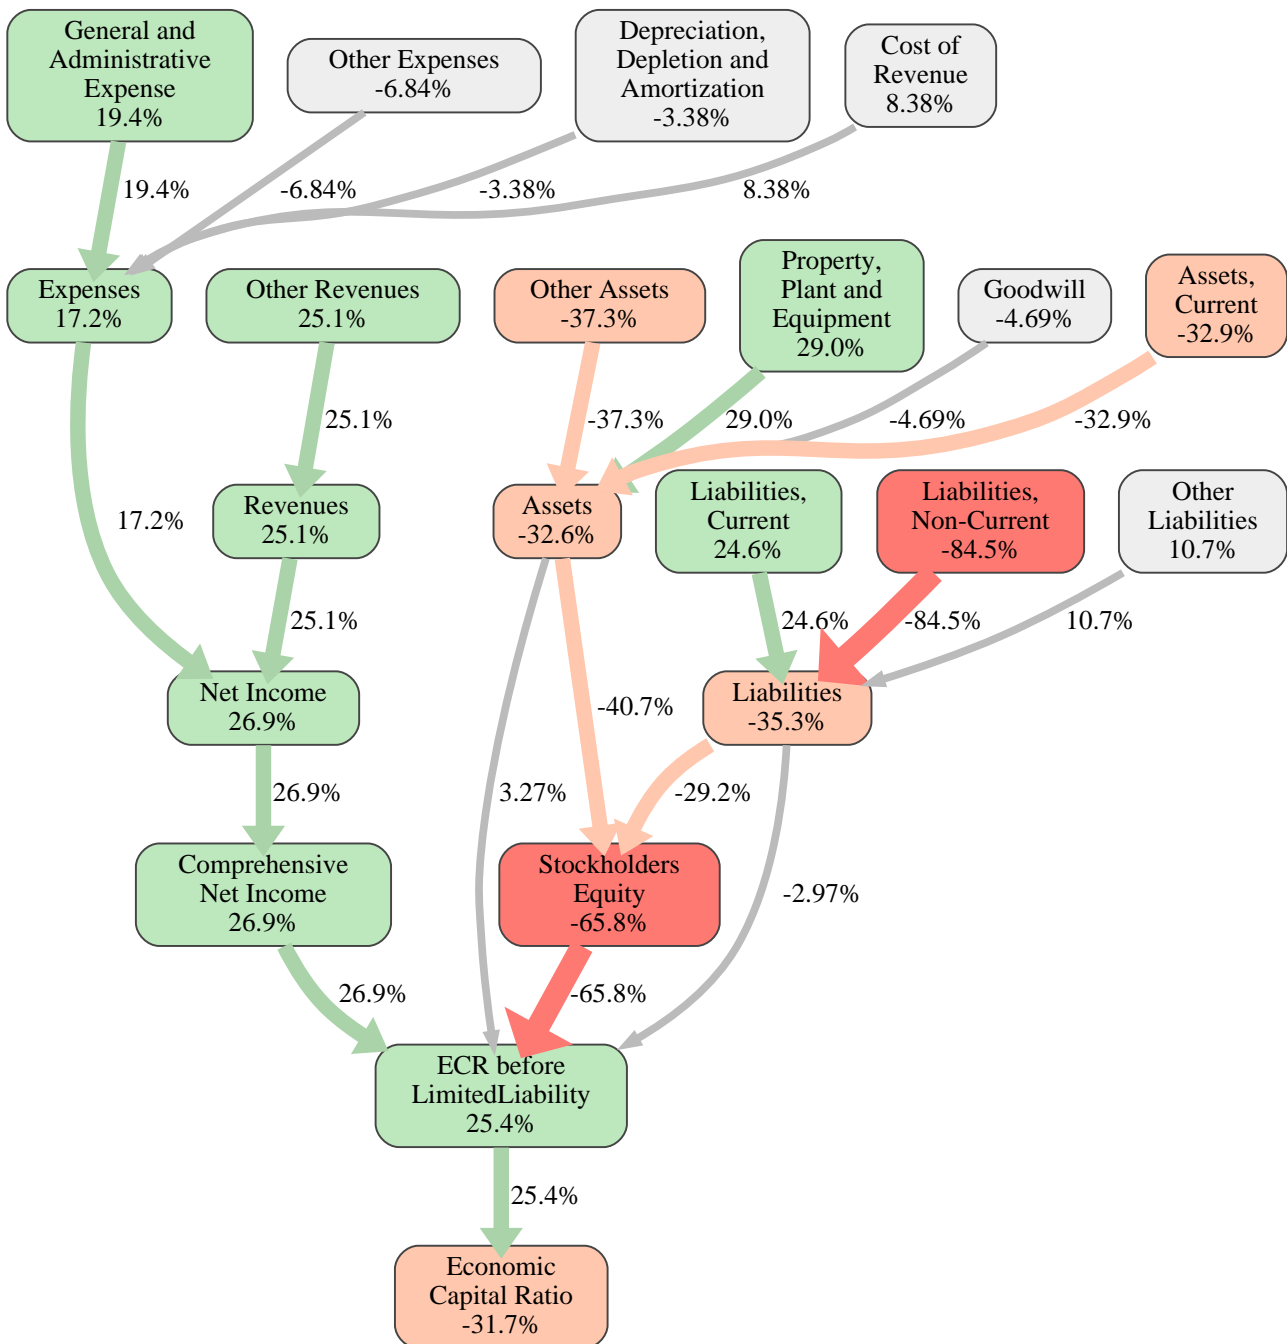 General and
Administrative
Expense
19.4%
Other Expenses
-6.84%
Depreciation,
Depletion and
Amortization
-3.38%
Cost of
Revenue
8.38%
19.4%
-6.84%
-3.38%
8.38%
Expenses
17.2%
Other Revenues
25.1%
Other Assets
-37.3%
Property,
Plant and
Equipment
29.0%
Goodwill
-4.69%
Assets,
Current
-32.9%
25.1%
-37.3%
29.0%
-4.69%
-32.9%
17.2%
Revenues
25.1%
Assets
-32.6%
Liabilities,
Current
24.6%
Liabilities,
Non-Current
-84.5%
Other
Liabilities
10.7%
25.1%
24.6%
-84.5%
10.7%
Net Income
26.9%
-40.7%
Liabilities
-35.3%
26.9%
3.27%
-29.2%
Comprehensive
Net Income
26.9%
Stockholders
Equity
-65.8%
-2.97%
26.9%
-65.8%
ECR before
LimitedLiability
25.4%
25.4%
Economic
Capital Ratio
-31.7%